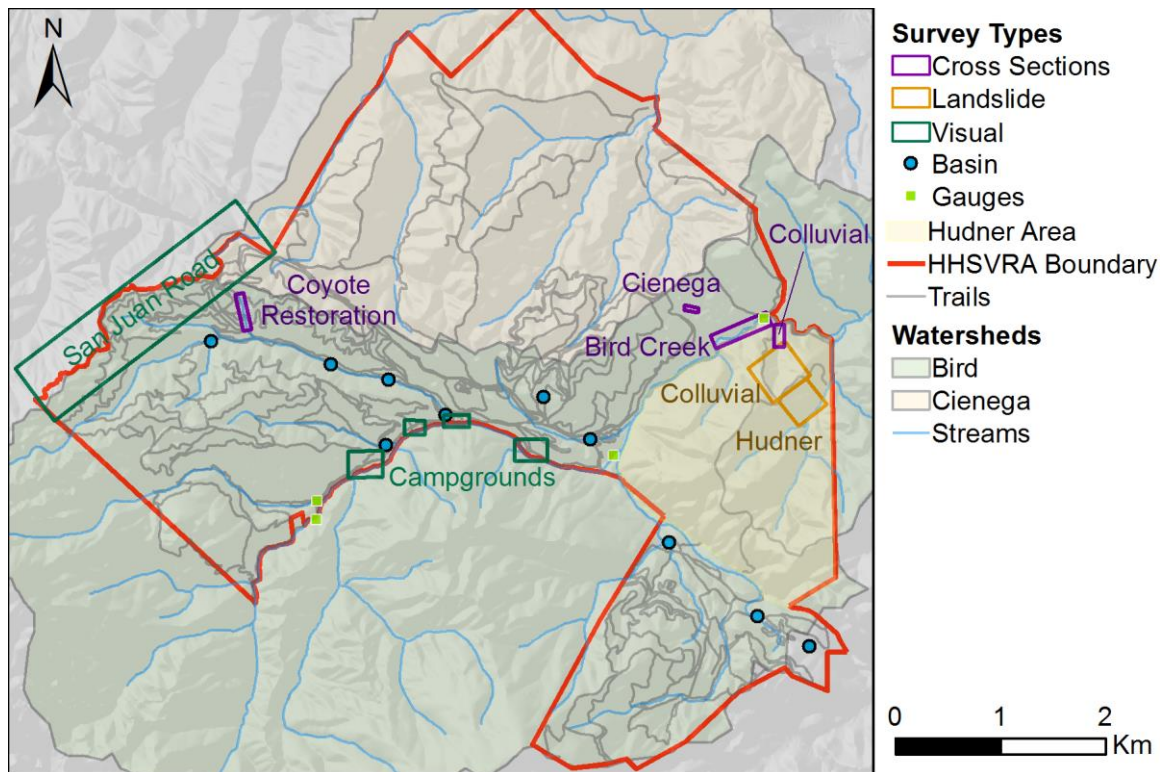 N
San Juan Road
Coyote
Restoration
Cienega
Colluvial
Bird Creek
Colluvial
Hudner
Campgrounds
Survey Types
Cross Sections
Landslide
Visual
Basin
Gauges
Hudner Area
HHSVRA Boundary
Trails
Watersheds
Bird
Cienega
Streams
0 1 2
Km